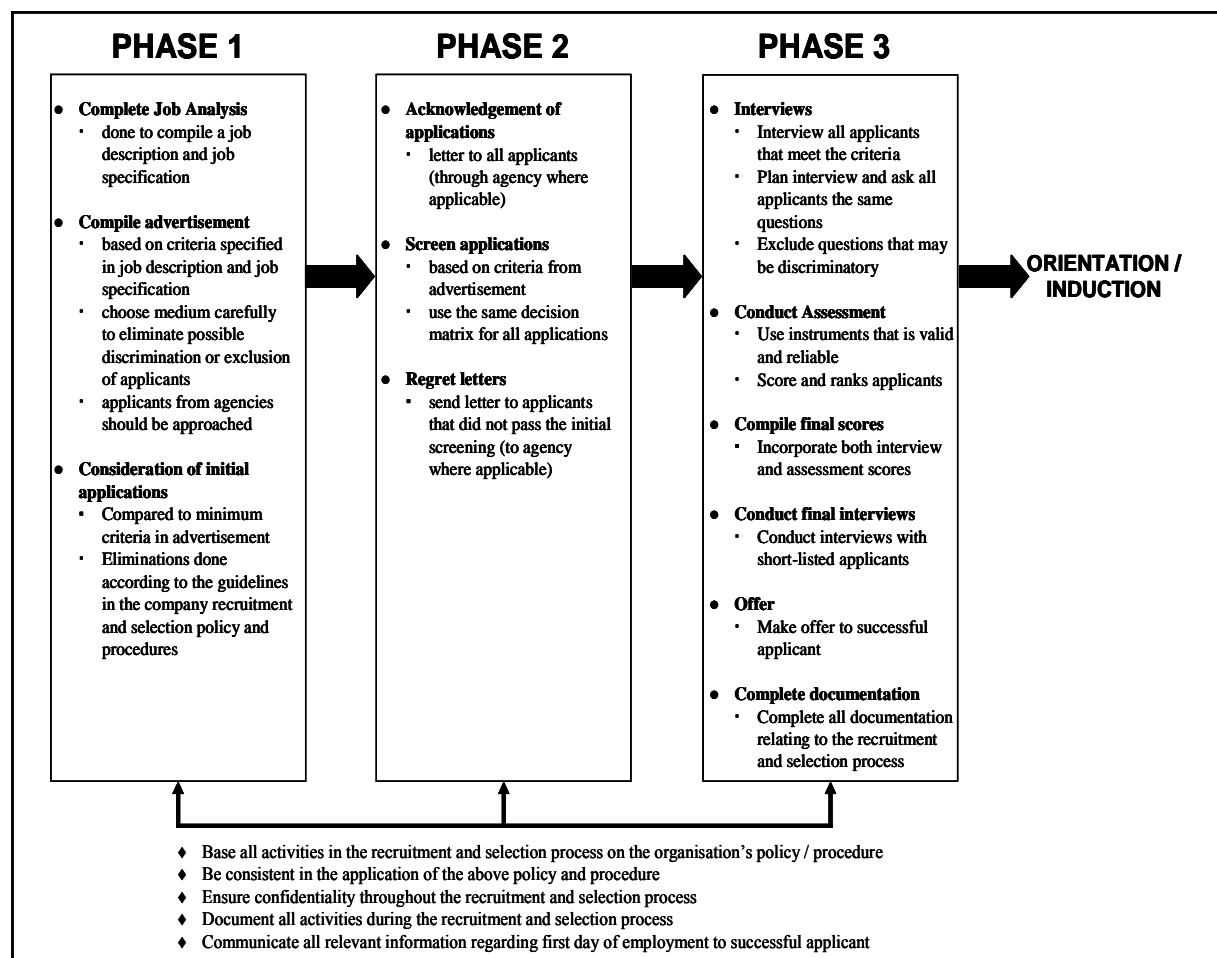 PHASE 1
● Complete Job Analysis
▪ done to compile a job
description and job
specification
● Compile advertisement
▪ based on criteria specified
in job description and job
specification
▪ choose medium carefully
to eliminate possible
discrimination or exclusion
of applicants
▪ applicants from agencies
should be approached
● Consideration of initial
applications
▪ Compared to minimum
criteria in advertisement
▪ Eliminations done
according to the guidelines
in the company recruitment
and selection policy and
procedures
PHASE 2
● Acknowledgement of
applications
▪ letter to all applicants
(through agency where
applicable)
● Screen applications
▪ based on criteria from
advertisement
▪ use the same decision
matrix for all applications
● Regret letters
▪ send letter to applicants
that did not pass the initial
screening (to agency
where applicable)
PHASE 3
● Interviews
▪ Interview all applicants
that meet the criteria
▪ Plan interview and ask all
applicants the same
questions
▪ Exclude questions that may
be discriminatory
● Conduct Assessment
▪ Use instruments that is valid
and reliable
▪ Score and ranks applicants
● Compile final scores
▪ Incorporate both interview
and assessment scores
● Conduct final interviews
▪ Conduct interviews with
short-listed applicants
● Offer
▪ Make offer to successful
applicant
● Complete documentation
▪ Complete all documentation
relating to the recruitment
and selection process
ORIENTATION /
INDUCTION
♦ Base all activities in the recruitment and selection process on the organisation’s policy / procedure
♦ Be consistent in the application of the above policy and procedure
♦ Ensure confidentiality throughout the recruitment and selection process
♦ Document all activities during the recruitment and selection process
♦ Communicate all relevant information regarding first day of employment to successful applicant